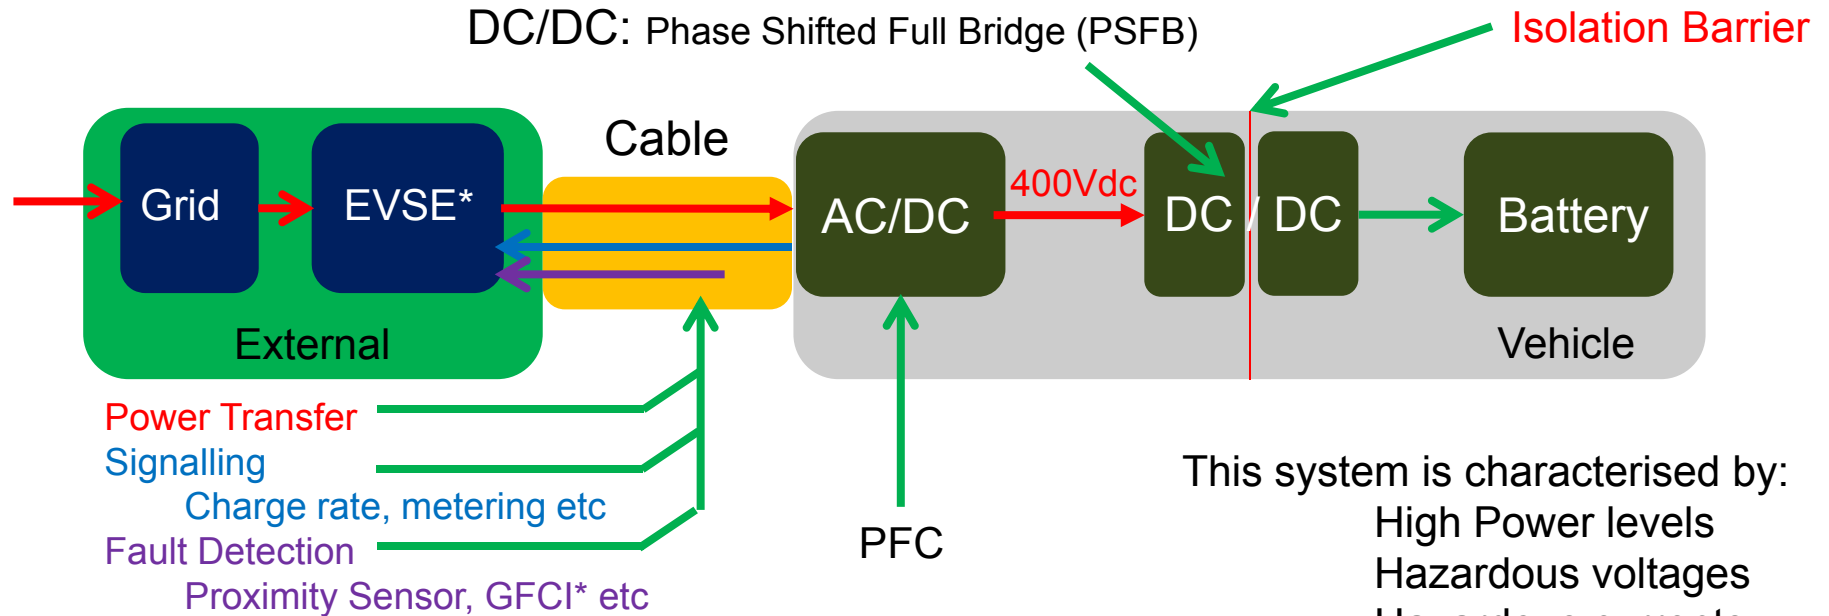 DC/DC: Phase Shifted Full Bridge (PSFB)
Isolation Barrier
Cable
Grid
EVSE*
AC/DC
400Vdc
DC / DC
Battery
External
Vehicle
Power Transfer
Signalling
Charge rate, metering etc
Fault Detection
Proximity Sensor, GFCI* etc
PFC
This system is characterised by:
High Power levels
Hazardous voltages